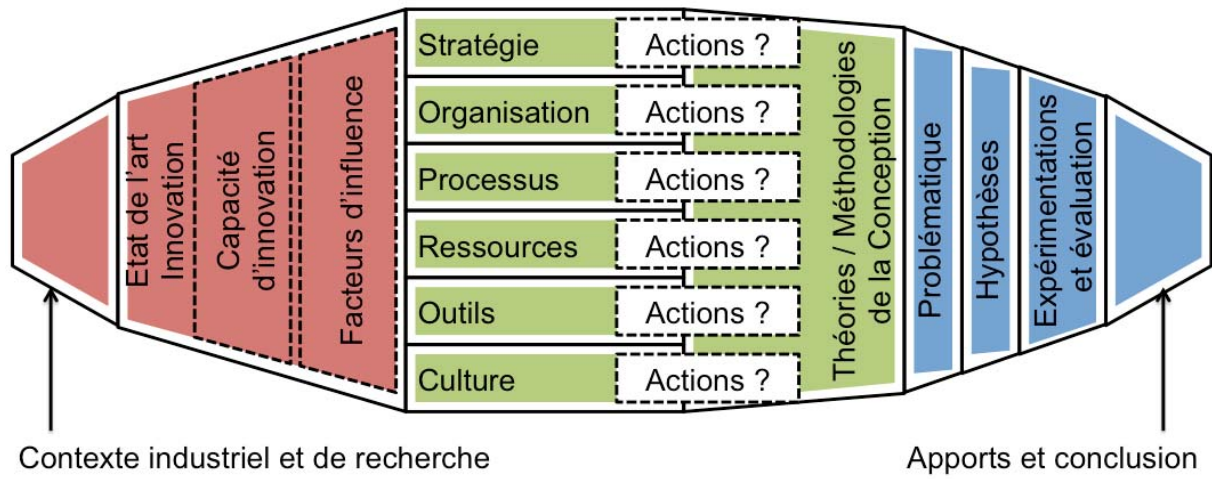 Etat de l'art
Innovation
Capacité
d'innovation
Facteurs d'influence
Stratégie
Actions ?
Organisation
Actions ?
Processus
Actions ?
Ressources
Actions ?
Outils
Actions ?
Culture
Actions ?
Théories / Méthodologies
de la Conception
Problématique
Hypothèses
Expérimentations
et évaluation
Contexte industriel et de recherche
Apports et conclusion